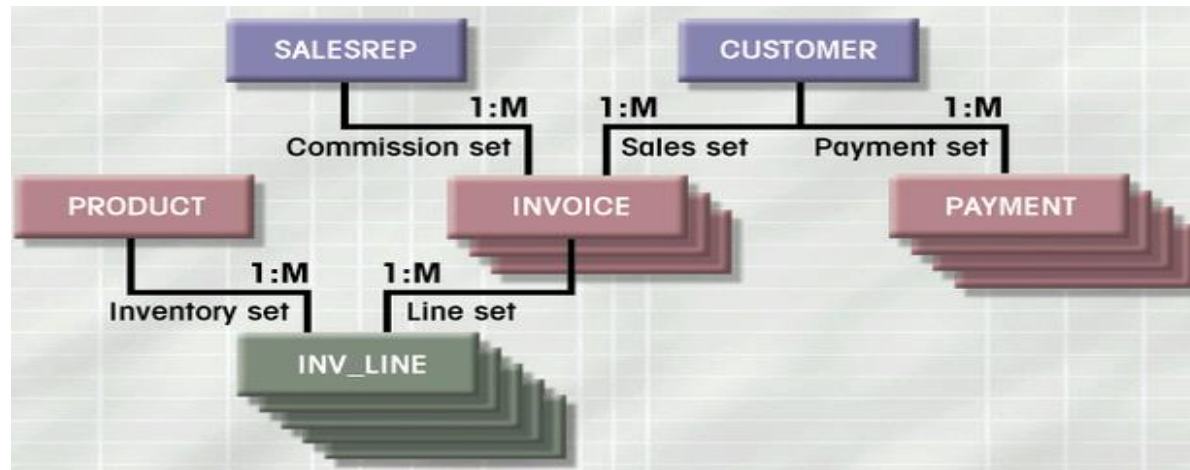 SALESREP
CUSTOMER
1:M
1:M
1:M
Commission set
Sales set
Payment set
PRODUCT
INVOICE
PAYMENT
1:M
1:M
Inventory set
Line set
INV_LINE